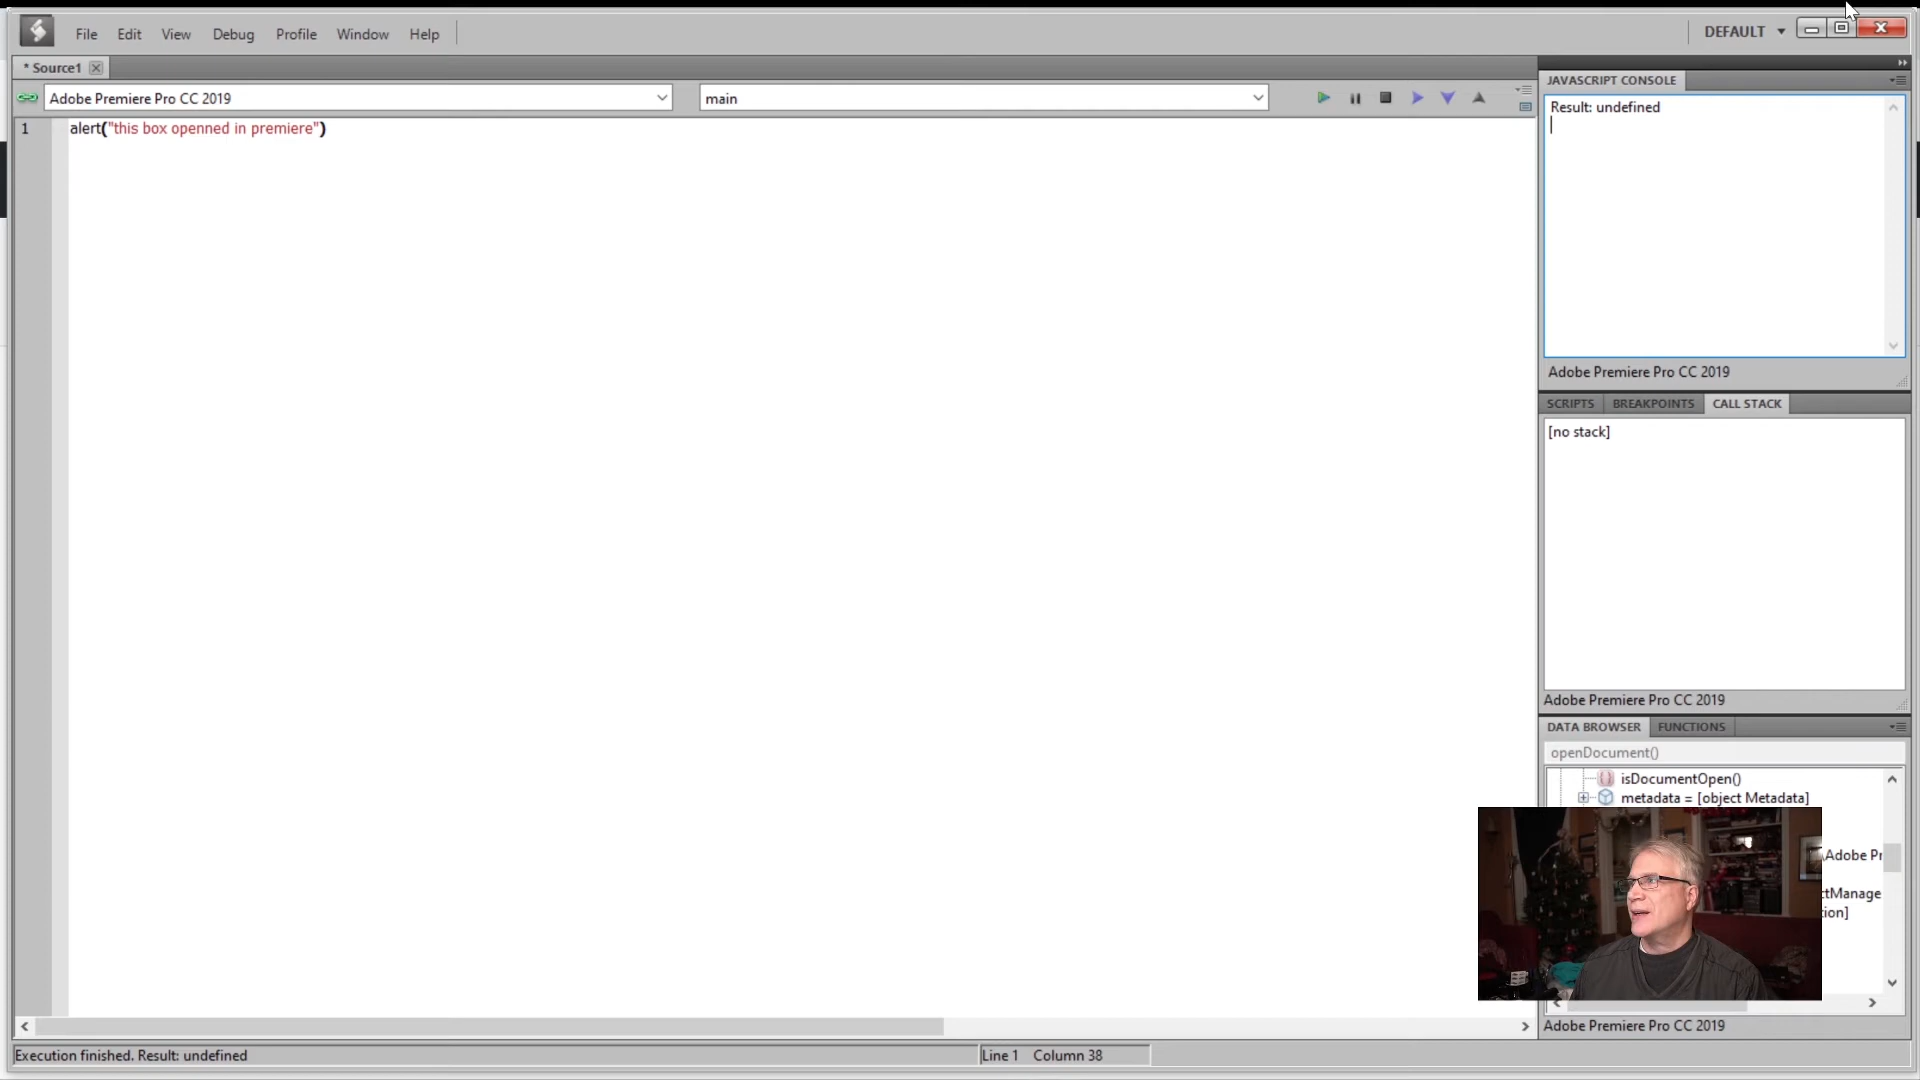 File Edit View Debug Profile Window Help DEFAULT
* Source1
Adobe Premiere Pro CC 2019 main
1 alert("this box openned in premiere")
JAVASCRIPT CONSOLE
Result: undefined
Adobe Premiere Pro CC 2019
SCRIPTS BREAKPOINTS CALL STACK
[no stack]
Adobe Premiere Pro CC 2019
DATA BROWSER FUNCTIONS
openDocument()
isDocumentOpen()
metadata = [object Metadata]
\Adobe Pr
ctManage
ion]
Adobe Premiere Pro CC 2019
Execution finished. Result: undefined Line 1 Column 38